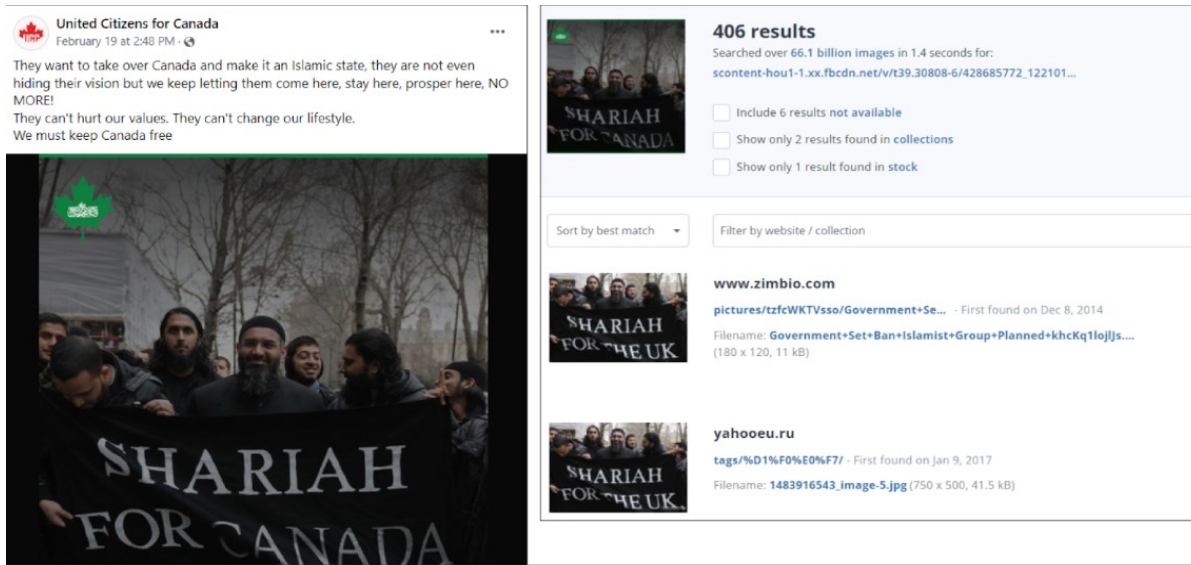 United Citizens for Canada
February 19 at 2:48 PM ·
They want to take over Canada and make it an Islamic state, they are not even
hiding their vision but we keep letting them come here, stay here, prosper here, NO
MORE!
They can't hurt our values. They can't change our lifestyle.
We must keep Canada free
SHARIAH
FOR CANADA
SHARIAH
FOR CANADA
406 results
Searched over 66.1 billion images in 1.4 seconds for:
scontent-hou1-1.xx.fbcdn.net/v/t39.30808-6/428685772_122101...
Include 6 results not available
Show only 2 results found in collections
Show only 1 result found in stock
Sort by best match
Filter by website / collection
SHARIAH
FOR THE UK
www.zimbio.com
pictures/tzfcWKTVsso/Government+Se... - First found on Dec 8, 2014
Filename: Government+Set+Ban+Islamist+Group+Planned+khcKq1lojlJs....
(180 x 120, 11 kB)
SHARIAH
FOR THE UK
yahooeu.ru
tags/%D1%F0%E0%F7/ - First found on Jan 9, 2017
Filename: 1483916543_image-5.jpg (750 x 500, 41.5 kB)